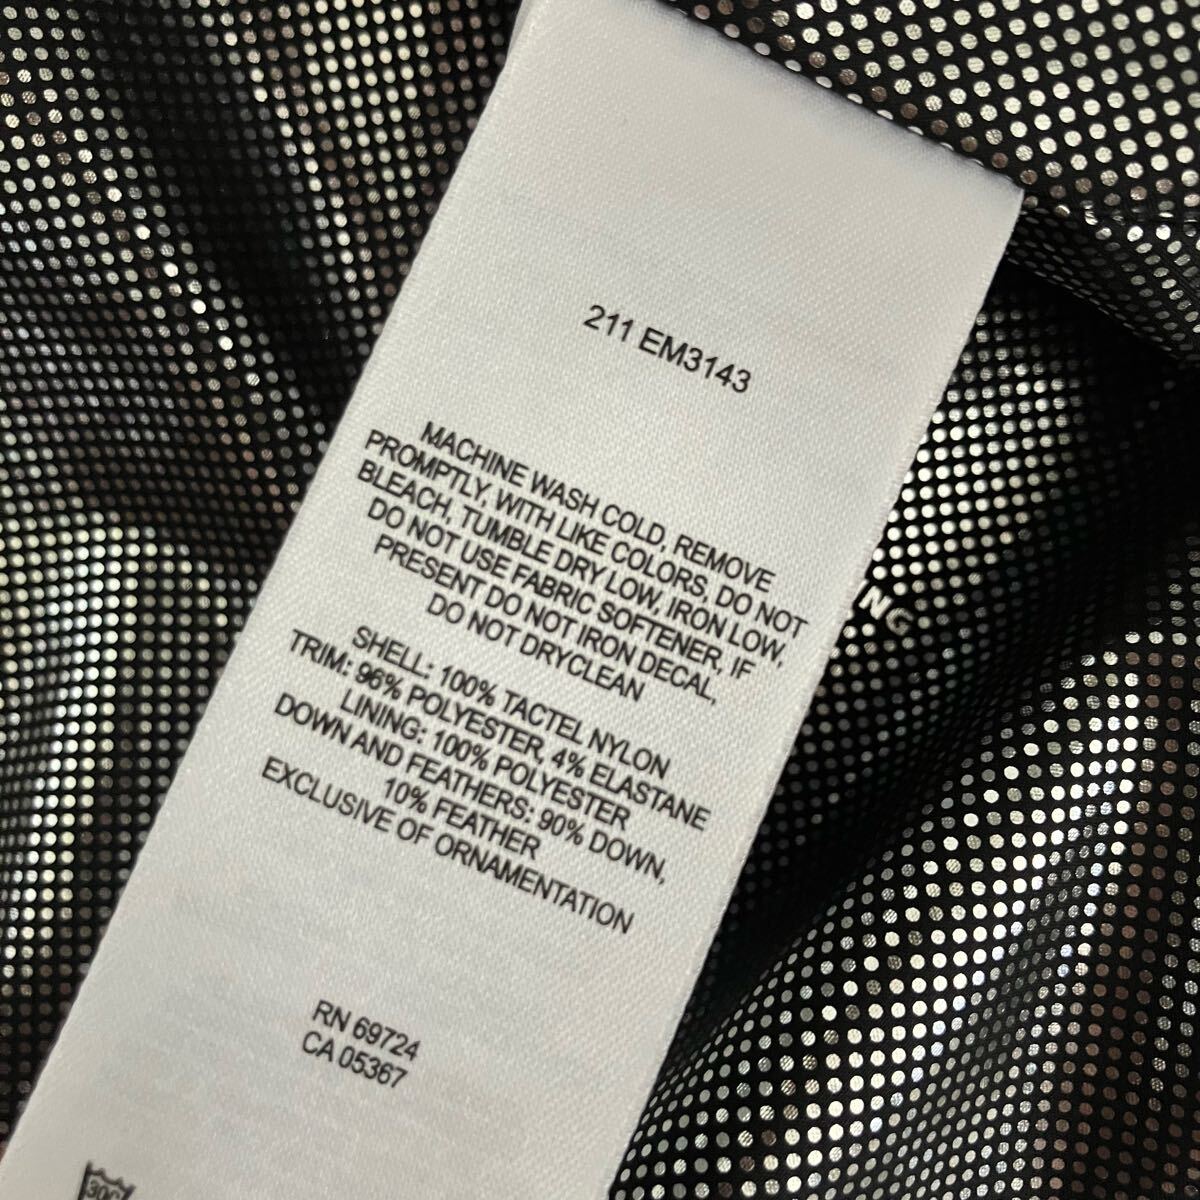 211 EM3143
MACHINE WASH COLD, REMOVE
PROMPTLY, WITH LIKE COLORS, DO NOT
BLEACH, TUMBLE DRY LOW, IRON LOW,
DO NOT USE FABRIC SOFTENER, IF
PRESENT DO NOT IRON DECAL,
DO NOT DRYCLEAN
SHELL: 100% TACTEL NYLON
TRIM: 96% POLYESTER, 4% ELASTANE
LINING: 100% POLYESTER
DOWN AND FEATHERS: 90% DOWN,
10% FEATHER
EXCLUSIVE OF ORNAMENTATION
RN 69724
CA 05367
30C